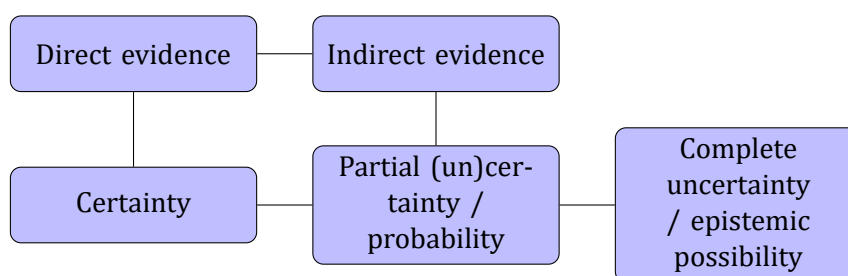 Direct evidence
Indirect evidence
Certainty
Partial (un)cer-
tainty /
probability
Complete
uncertainty
/ epistemic
possibility